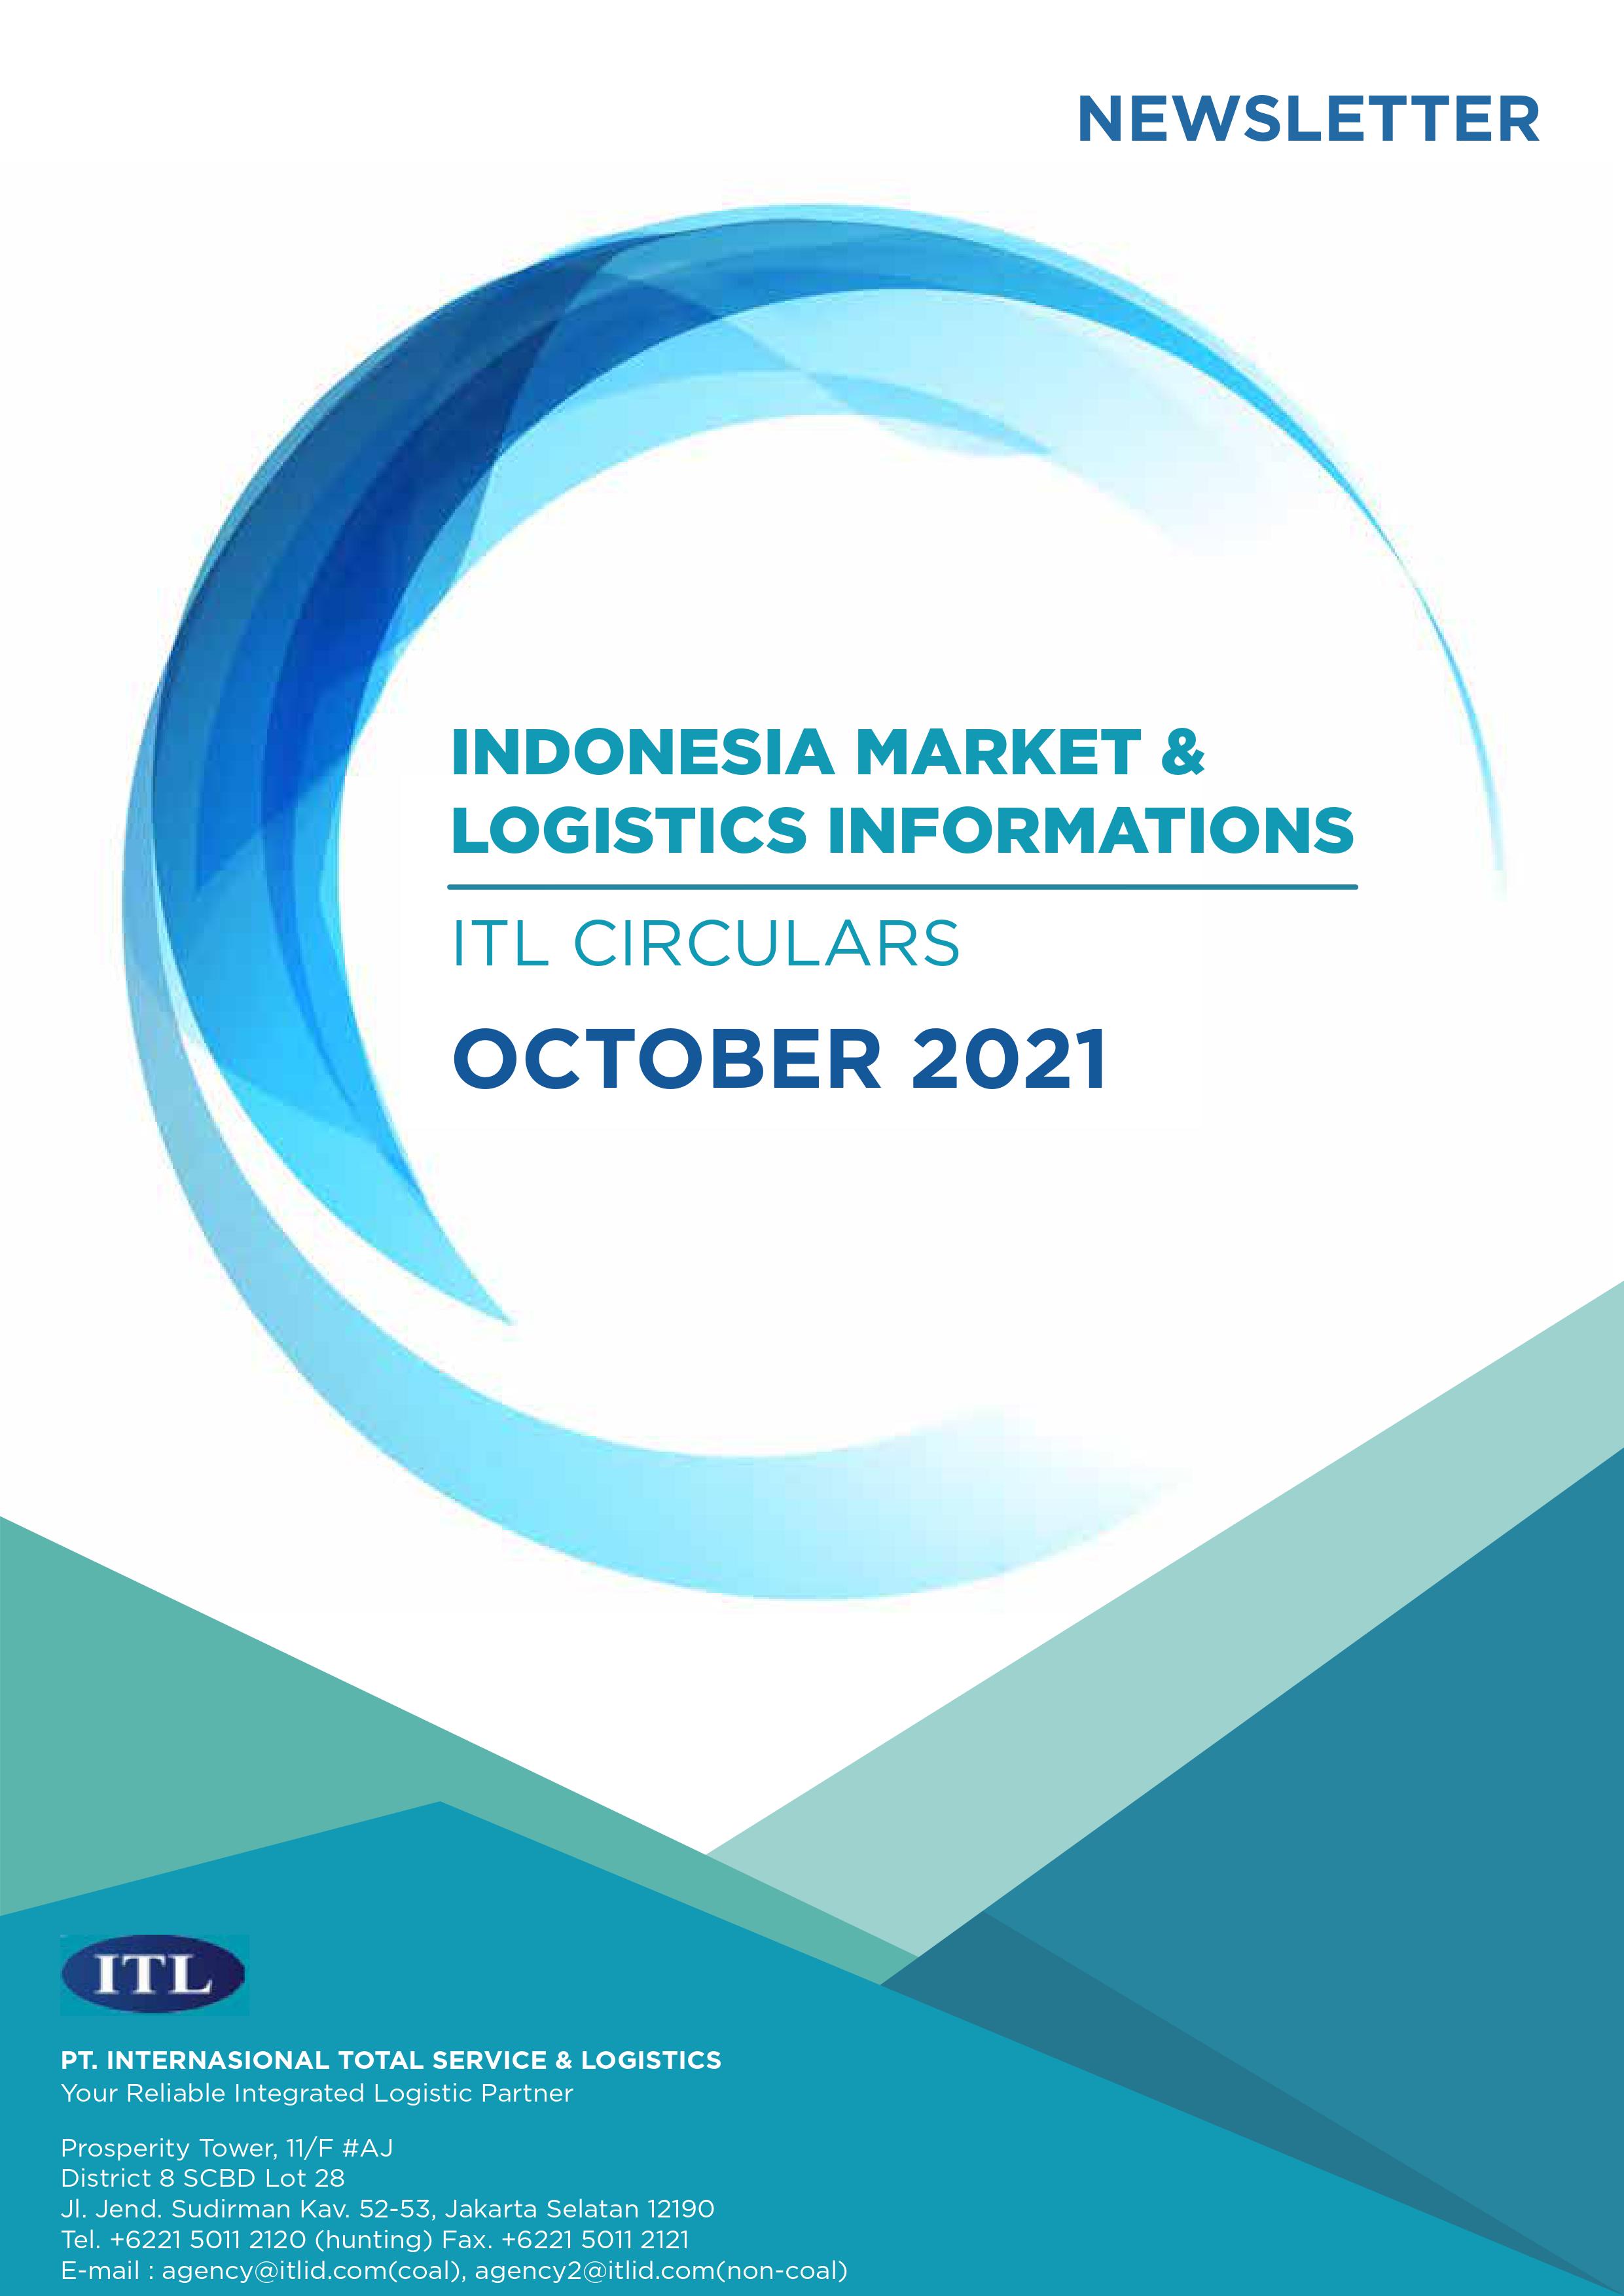 NEWSLETTER
INDONESIA MARKET &
LOGISTICS INFORMATIONS
ITL CIRCULARS
OCTOBER 2021
ITL
PT. INTERNASIONAL TOTAL SERVICE & LOGISTICS
Your Reliable Integrated Logistic Partner
Prosperity Tower, 11/F #AJ
District 8 SCBD Lot 28
Jl. Jend. Sudirman Kav. 52-53, Jakarta Selatan 12190
Tel. +6221 5011 2120 (hunting) Fax. +6221 5011 2121
E-mail : agency@itlid.com(coal), agency2@itlid.com(non-coal)